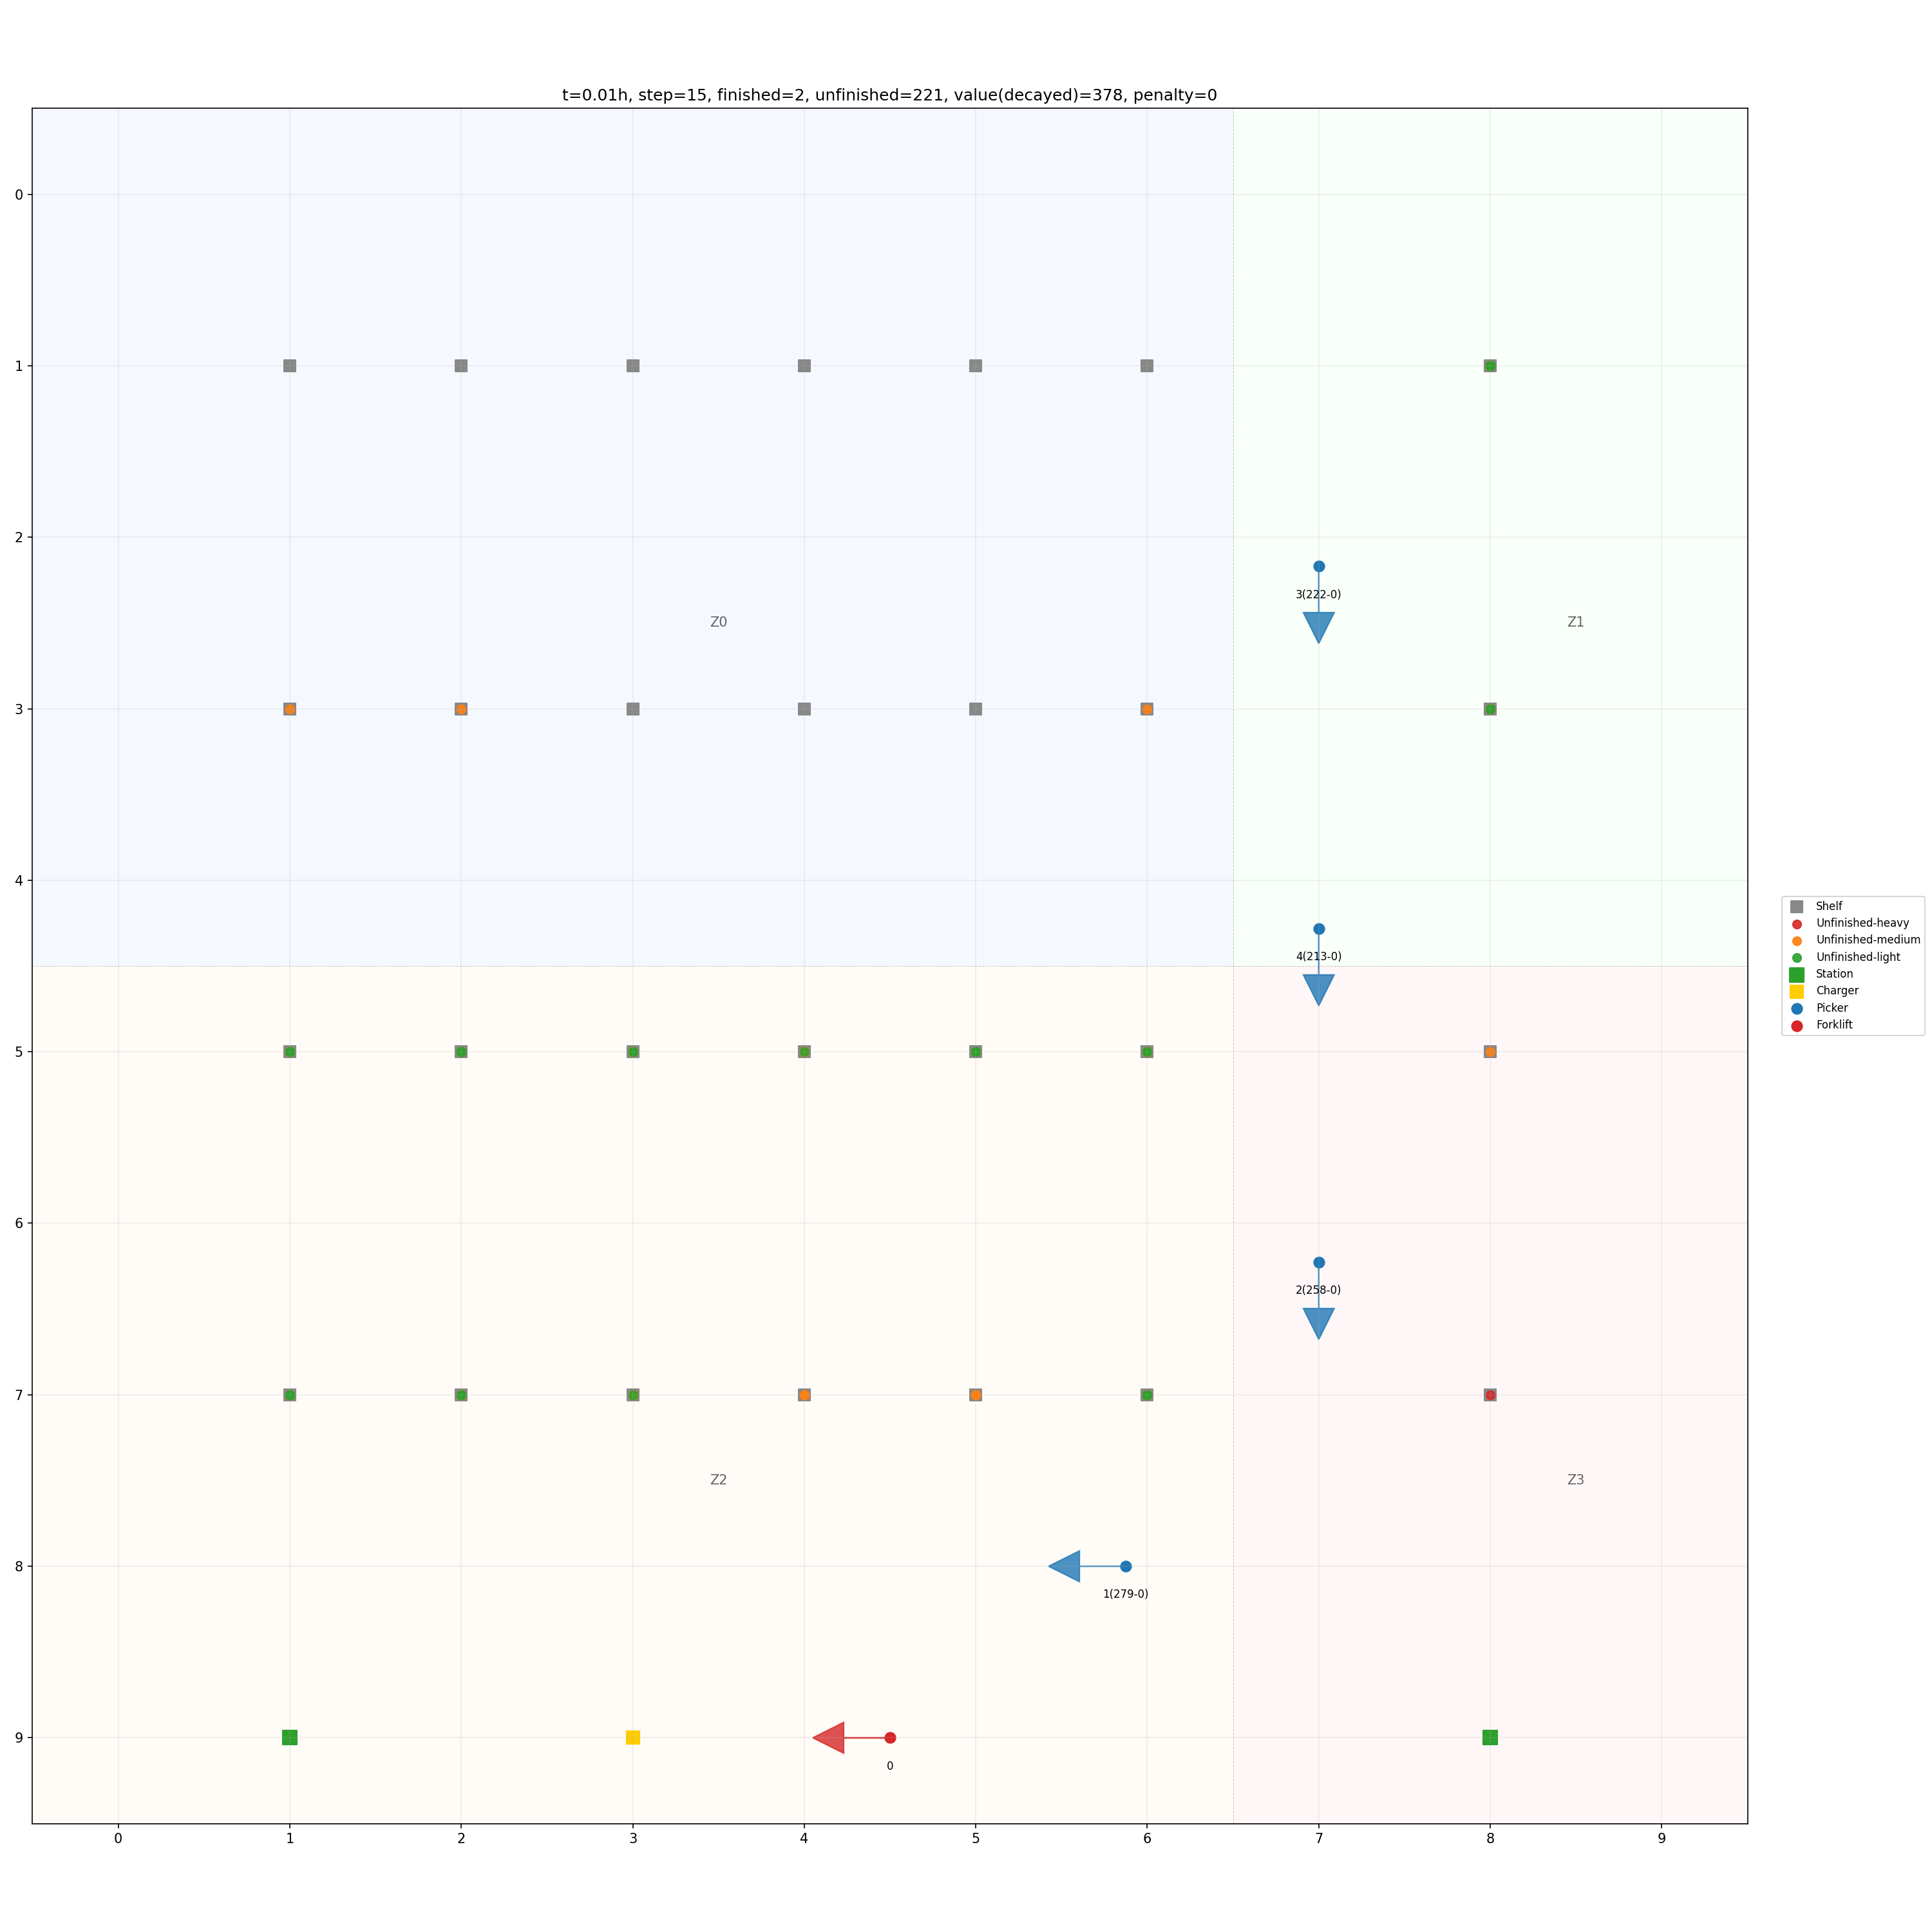 t=0.01h, step=15, finished=2, unfinished=221, value(decayed)=378, penalty=0
0
1
2
3(222-0)
Z0
Z1
3
4
Shelf
Unfinished-heavy
Unfinished-medium
Unfinished-light
Station
Charger
Picker
Forklift
4(213-0)
5
6
2(258-0)
7
Z2
Z3
8
1(279-0)
9
0
0 1 2 3 4 5 6 7 8 9